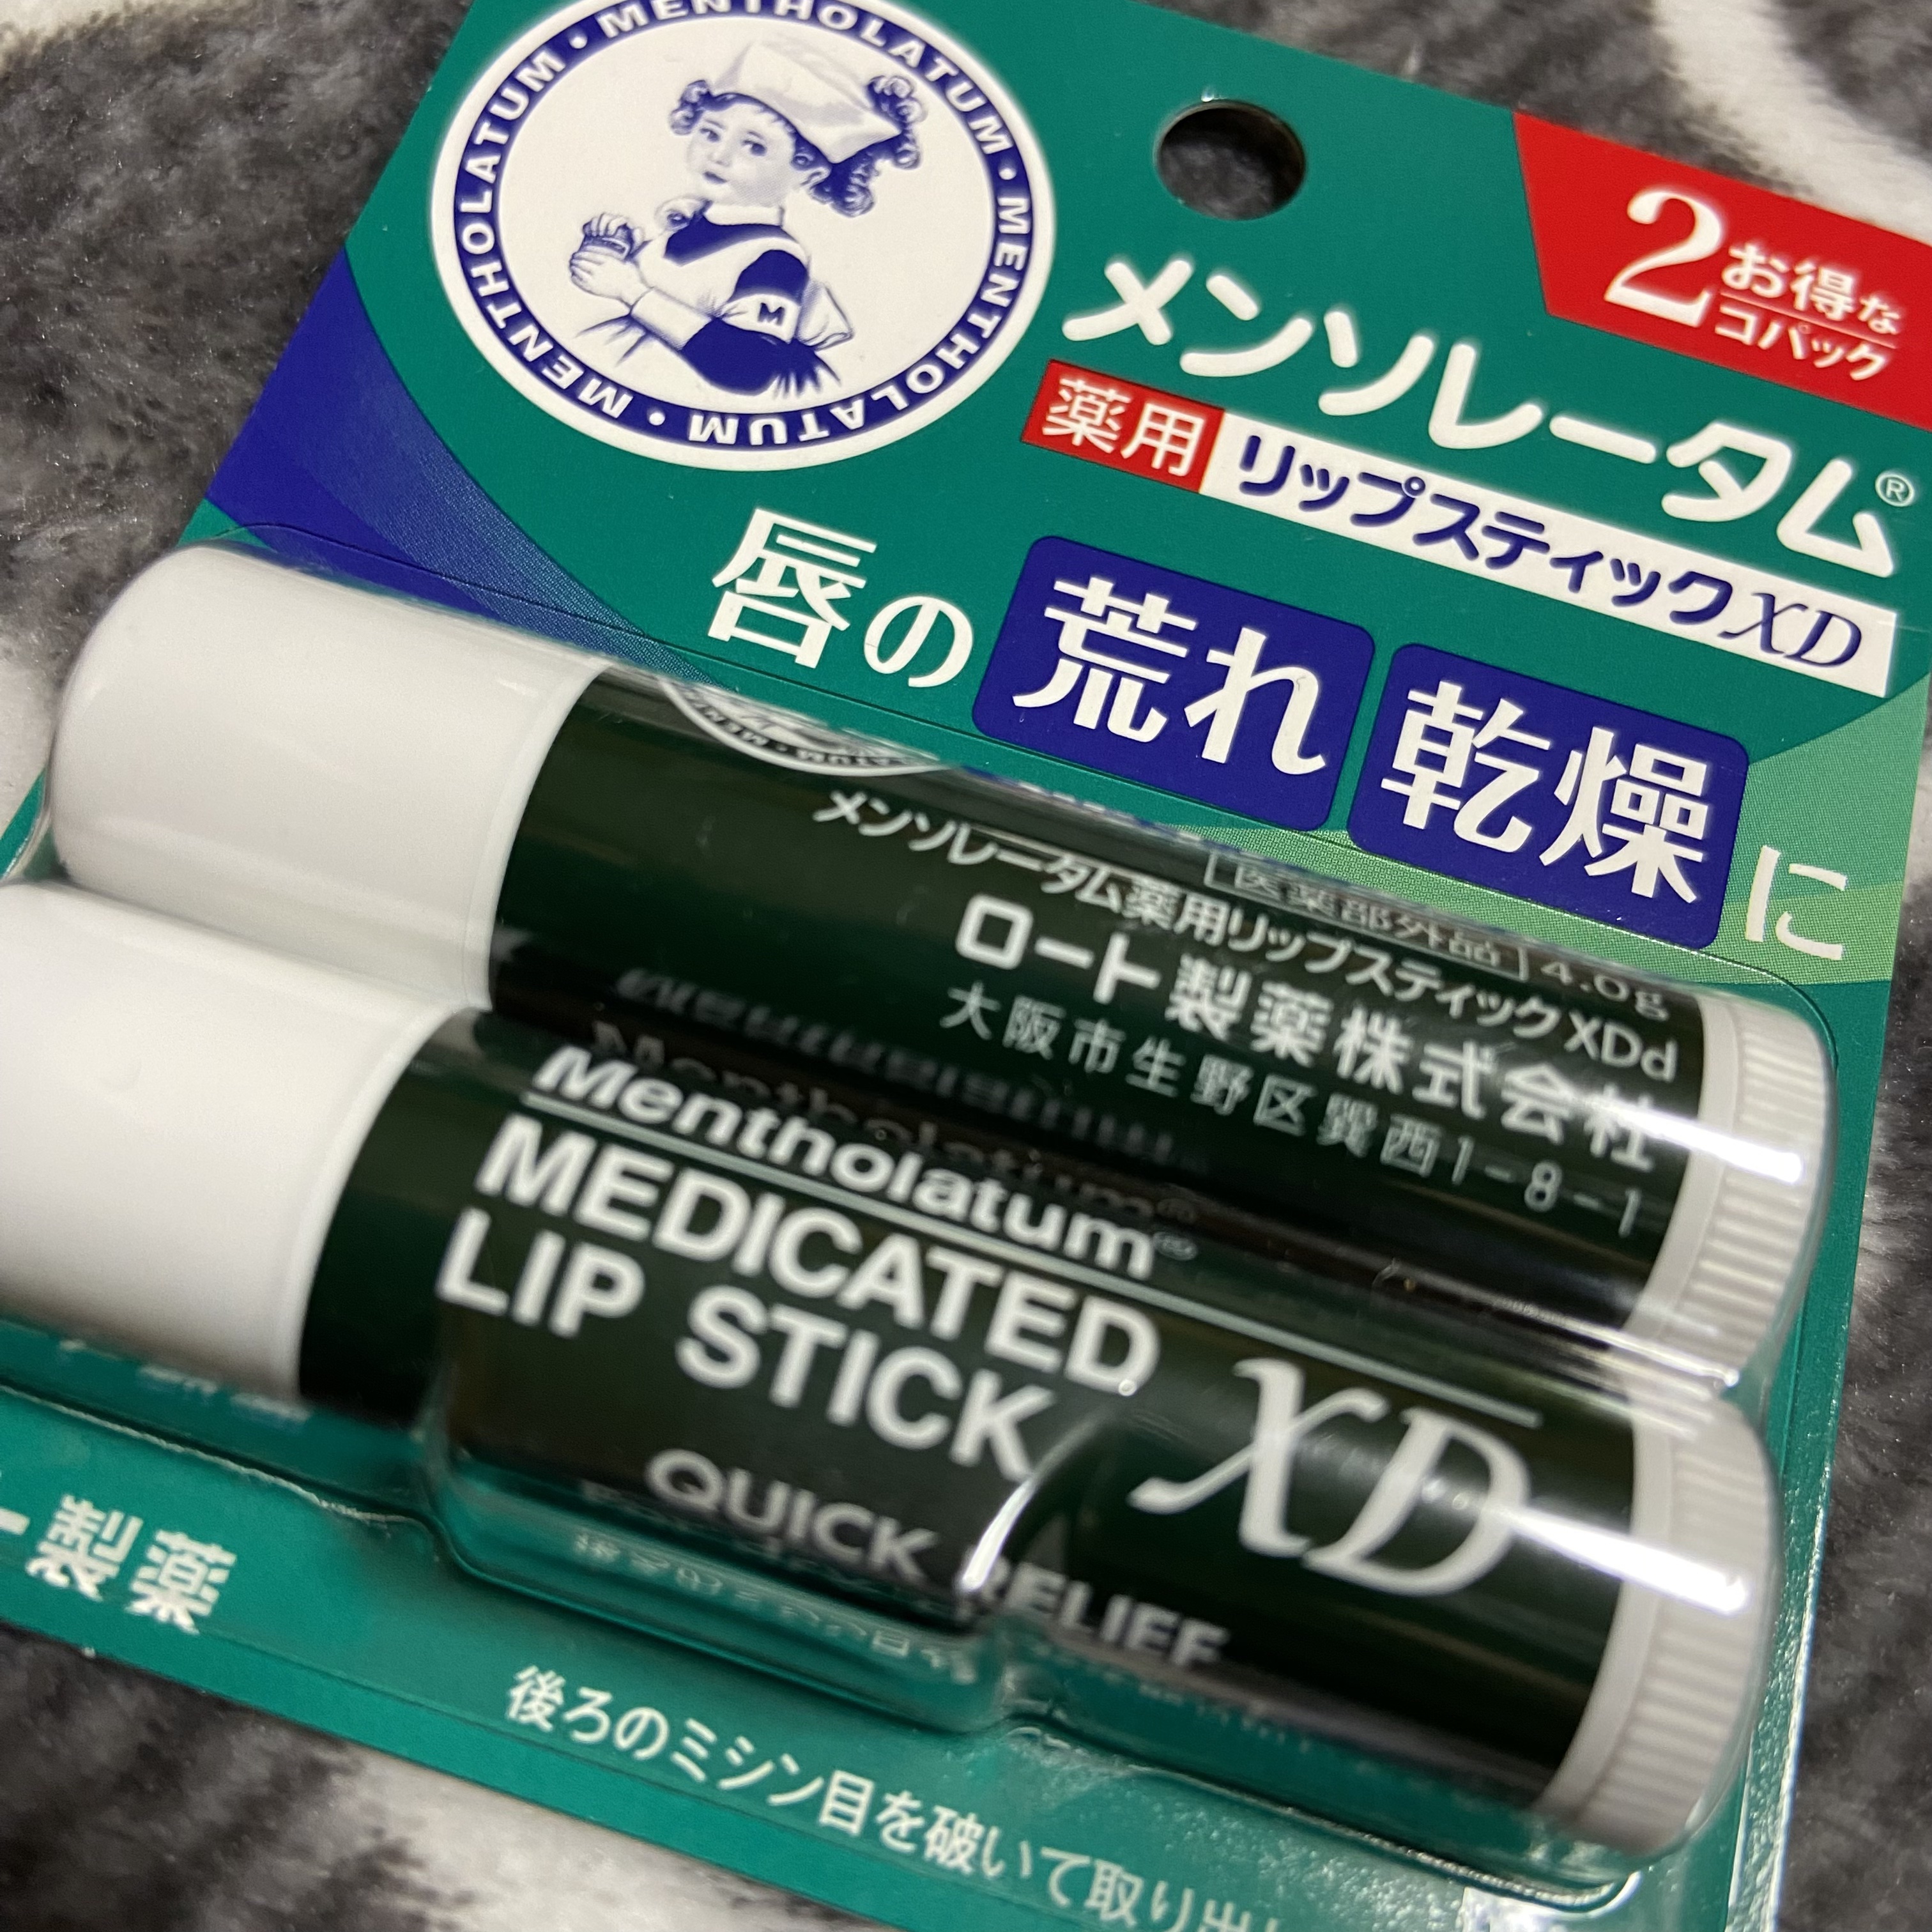 MENTHOLATUM • MENTHOLATUM • MENTHOLATUM • MENTHOLATUM •
M
2 お得な
コパック
メンソレータム®
薬用 リップスティックXD
唇の 荒れ 乾燥 に
医薬部外品 4.0g
メンソレータム薬用リップスティックXDd
ロート製薬株式会社
大阪市生野区巽西1-8-1
Mentholatum®
MEDICATED
LIP STICK XD
QUICK RELIEF
ー製薬
後ろのミシン目を破いて取り出